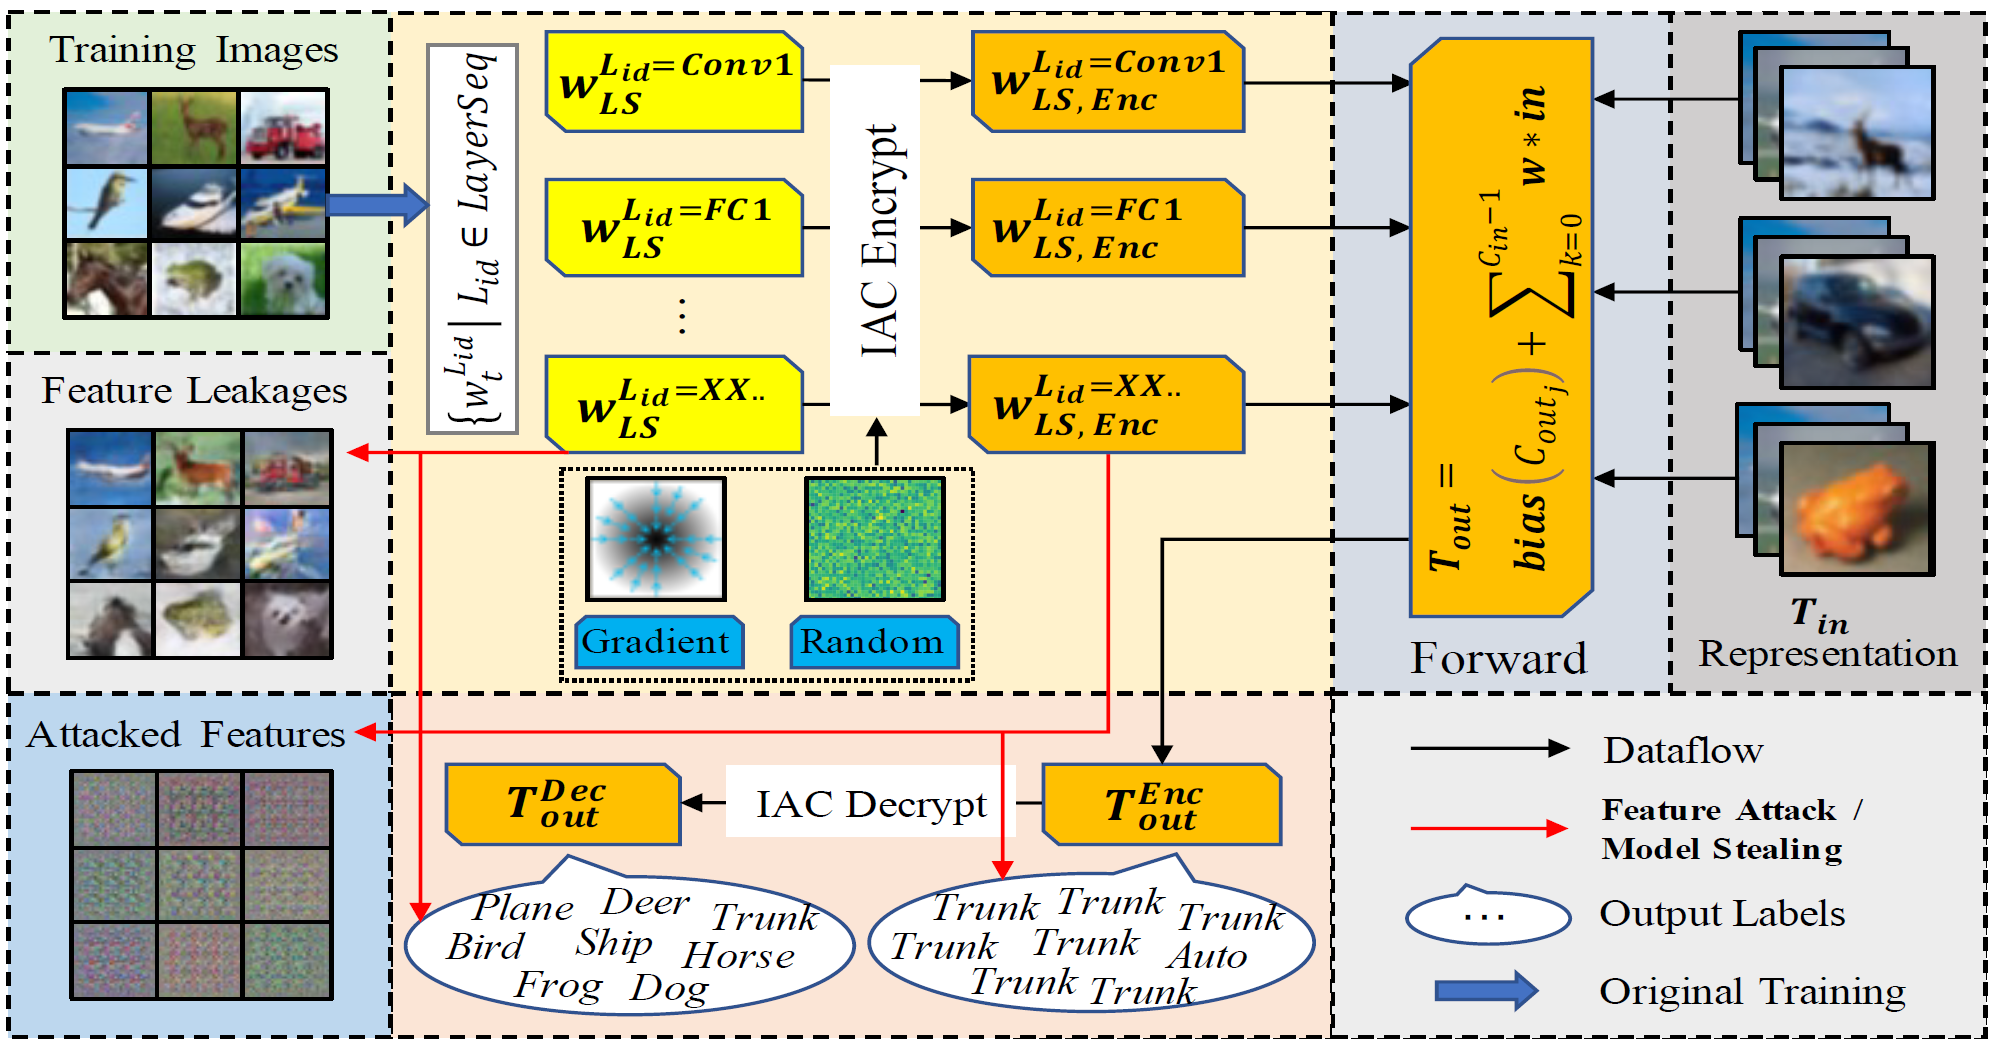 Training Images
{w_t^{L_{id}} | L_{id} ∈ LayerSeq
w_{LS}^{L_{id}=Conv1}
w_{LS}^{L_{id}=FC1}
⋮
w_{LS}^{L_{id}=XX..}
IAC Encrypt
w_{LS,Enc}^{L_{id}=Conv1}
w_{LS,Enc}^{L_{id}=FC1}
w_{LS,Enc}^{L_{id}=XX..}
Gradient
Random
T_{out} =
bias(C_{out_j}) + ∑_{k=0}^{C_{in}-1} w * in
Forward
T_{in}
Representation
Feature Leakages
Attacked Features
T_{out}^{Dec}
IAC Decrypt
T_{out}^{Enc}
Plane Deer Trunk
Bird Ship Horse
Frog Dog
Trunk Trunk Trunk
Trunk Trunk Auto
Trunk Trunk
Dataflow
Feature Attack /
Model Stealing
... Output Labels
Original Training